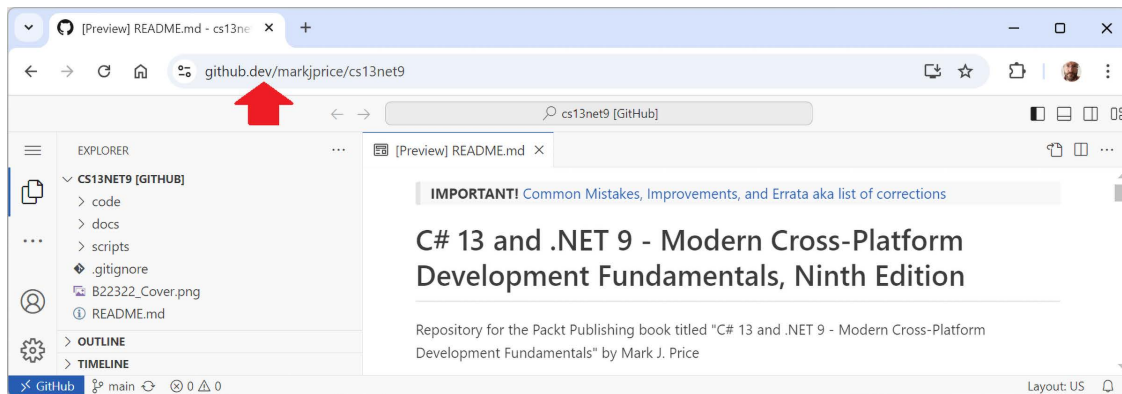 [Preview] README.md - cs13ne
github.dev/markjprice/cs13net9
cs13net9 [GitHub]
EXPLORER
[Preview] README.md
CS13NET9 [GITHUB]
code
docs
scripts
.gitignore
B22322_Cover.png
README.md
OUTLINE
TIMELINE
IMPORTANT! Common Mistakes, Improvements, and Errata aka list of corrections
C# 13 and .NET 9 - Modern Cross-Platform
Development Fundamentals, Ninth Edition
Repository for the Packt Publishing book titled "C# 13 and .NET 9 - Modern Cross-Platform
Development Fundamentals" by Mark J. Price
GitHub main 0 0 Layout: US